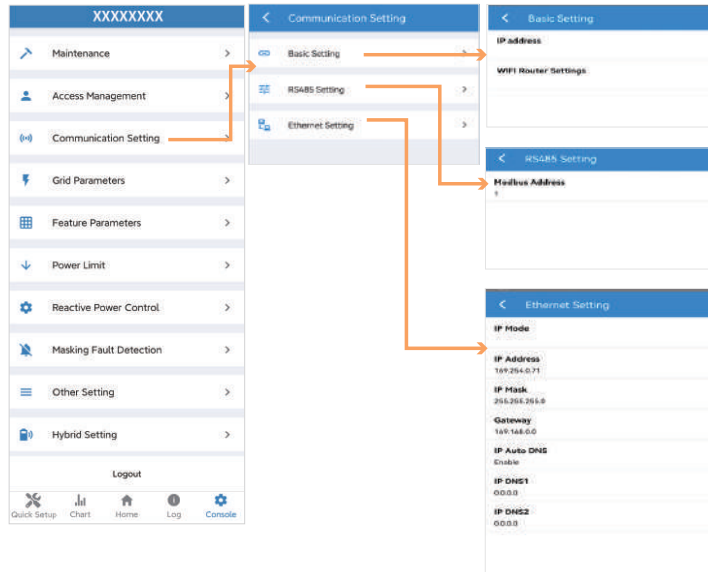 XXXXXXXX
Maintenance
Access Management
Communication Setting
Grid Parameters
Feature Parameters
Power Limit
Reactive Power Control
Masking Fault Detection
Other Setting
Hybrid Setting
Logout
Quick Setup
Chart
Home
Log
Console
Communication Setting
Basic Setting
RS485 Setting
Ethernet Setting
Basic Setting
IP address
WIFI Router Settings
RS485 Setting
Modbus Address
1
Ethernet Setting
IP Mode
IP Address
169.254.0.71
IP Mask
255.255.255.0
Gateway
IP Auto DNS
Enable
IP DNS1
0.0.0.0
IP DNS2
0.0.0.0